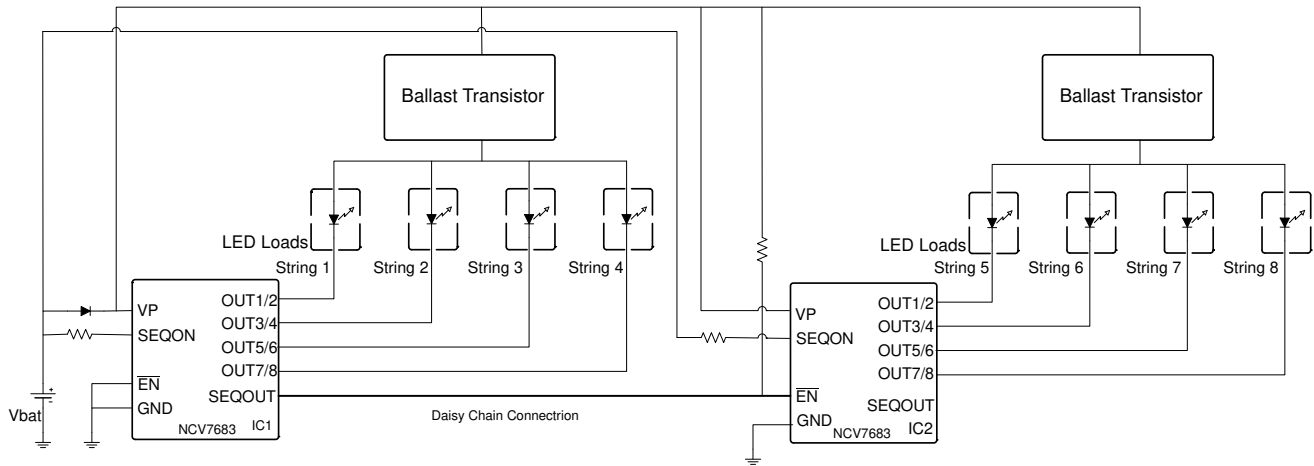 Ballast Transistor
Ballast Transistor
LED Loads
String 1
String 2
String 3
String 4
LED Loads
String 5
String 6
String 7
String 8
VP
SEQON
EN
GND
OUT1/2
OUT3/4
OUT5/6
OUT7/8
SEQOUT
NCV7683
IC1
Vbat
+
-
Daisy Chain Connectrion
VP
SEQON
EN
GND
OUT1/2
OUT3/4
OUT5/6
OUT7/8
SEQOUT
NCV7683
IC2